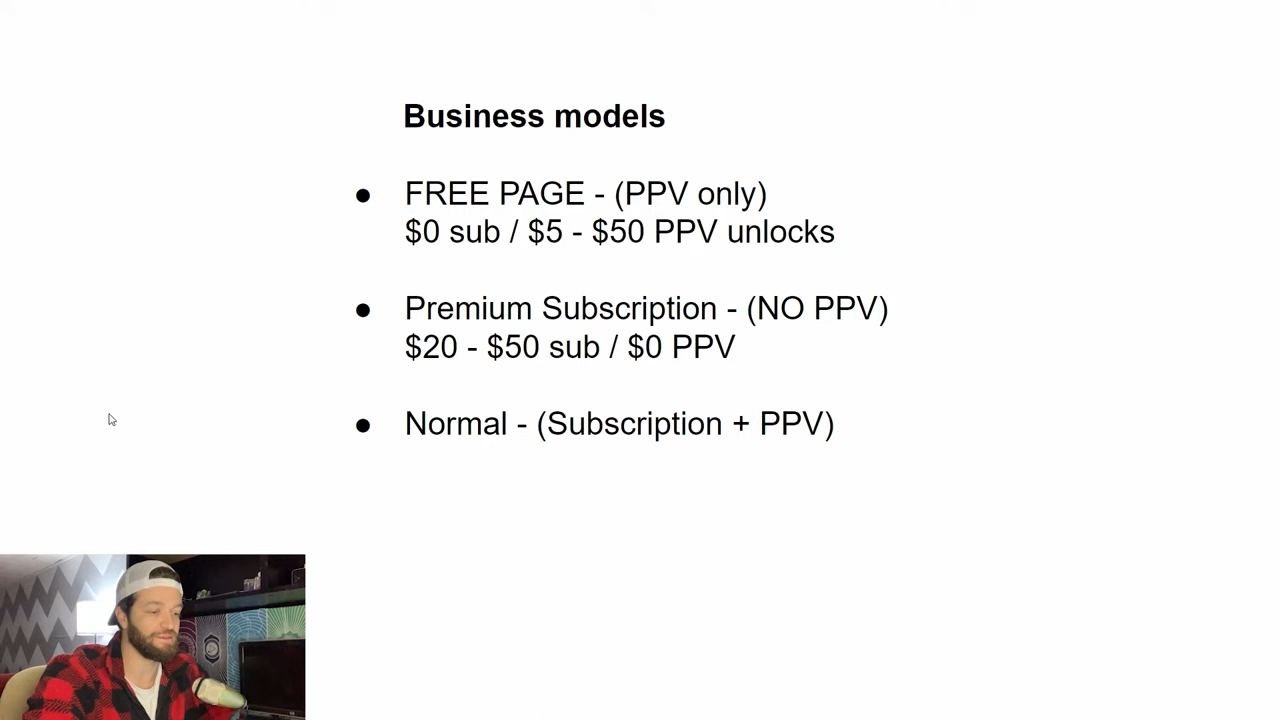 Business models
● FREE PAGE - (PPV only)
$0 sub / $5 - $50 PPV unlocks
● Premium Subscription - (NO PPV)
$20 - $50 sub / $0 PPV
● Normal - (Subscription + PPV)